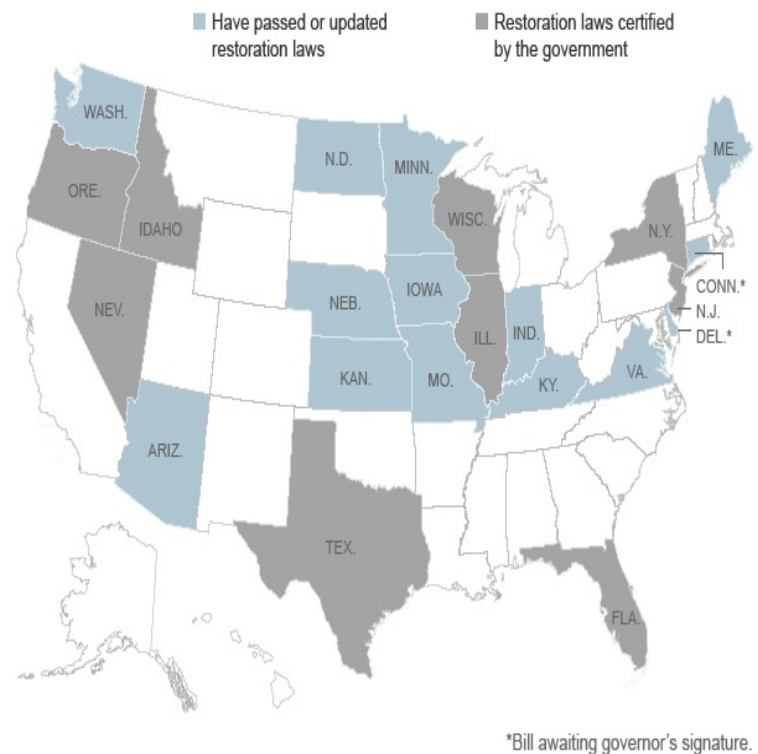 Have passed or updated
restoration laws
Restoration laws certified
by the government
WASH.
ORE.
IDAHO
NEV.
ARIZ.
N.D.
MINN.
NEB.
IOWA
KAN.
MO.
WISC.
ILL.
IND.
KY.
VA.
N.Y.
ME.
CONN.*
N.J.
DEL.*
TEX.
FLA.
*Bill awaiting governor's signature.